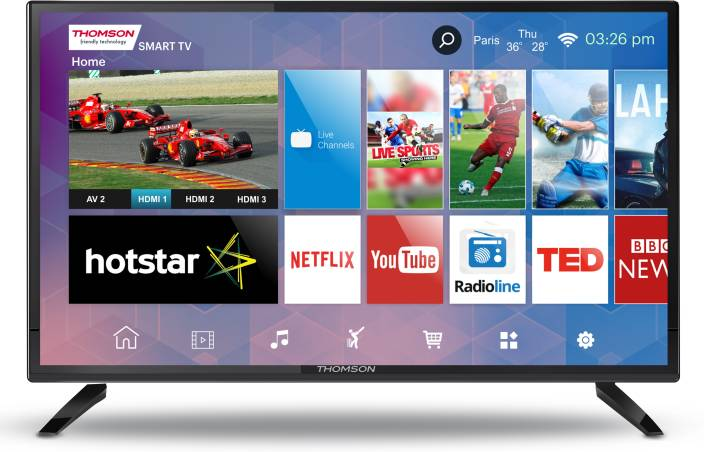 THOMSON
friendly technology
SMART TV
Paris
Thu
36° 28°
03:26 pm
Home
Live
Channels
LIVE SPORTS
LAH
AV 2
HDMI 1
HDMI 2
HDMI 3
hotstar
NETFLIX
YouTube
Radioline
TED
BBC
NEW
THOMSON